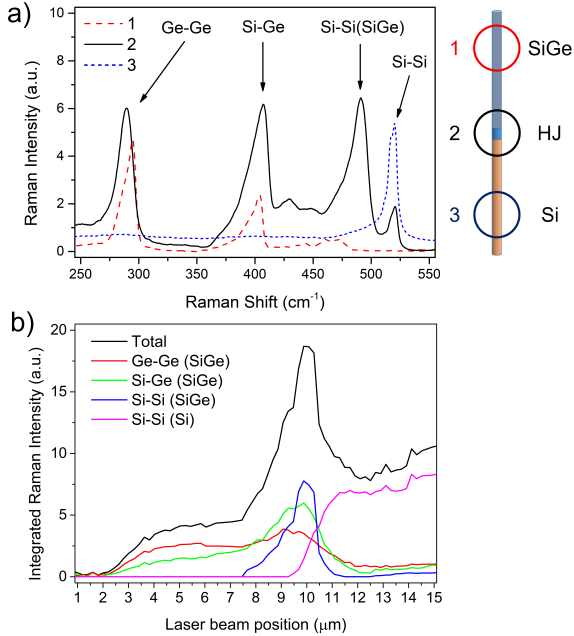 a)
10
8
6
4
2
0
Raman Intensity (a.u.)
1
2
3
Ge-Ge
Si-Ge
Si-Si(SiGe)
Si-Si
250 300 350 400 450 500 550
Raman Shift (cm⁻¹)
1 SiGe
2 HJ
3 Si
b)
20
15
10
5
0
Integrated Raman Intensity (a.u.)
Total
Ge-Ge (SiGe)
Si-Ge (SiGe)
Si-Si (SiGe)
Si-Si (Si)
1 2 3 4 5 6 7 8 9 10 11 12 13 14 15
Laser beam position (μm)